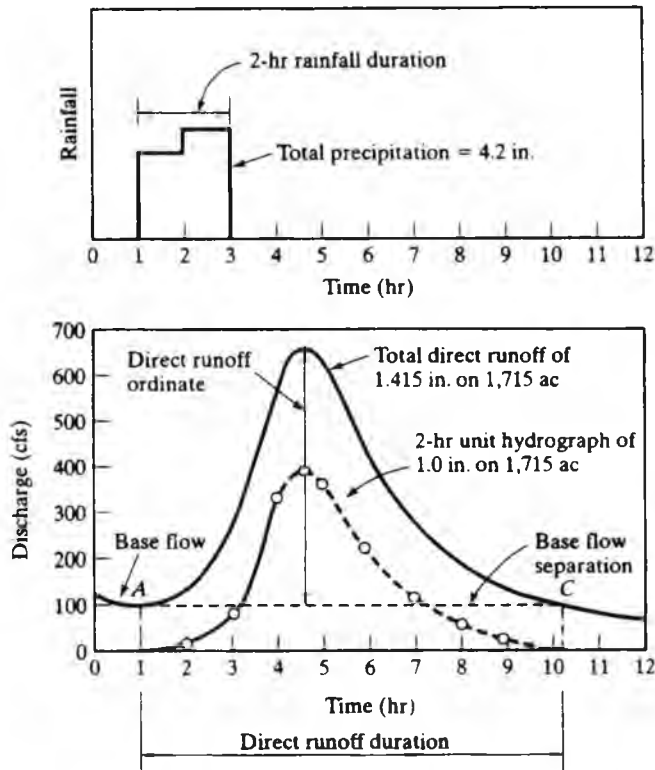 2-hr rainfall duration
Rainfall
Total precipitation = 4.2 in.
0 1 2 3 4 5 6 7 8 9 10 11 12
Time (hr)
700
600
500
400
300
200
100
0
Discharge (cfs)
Direct runoff
ordinate
Total direct runoff of
1.415 in. on 1,715 ac
2-hr unit hydrograph of
1.0 in. on 1,715 ac
Base flow
A
Base flow
separation
C
0 1 2 3 4 5 6 7 8 9 10 11 12
Time (hr)
Direct runoff duration